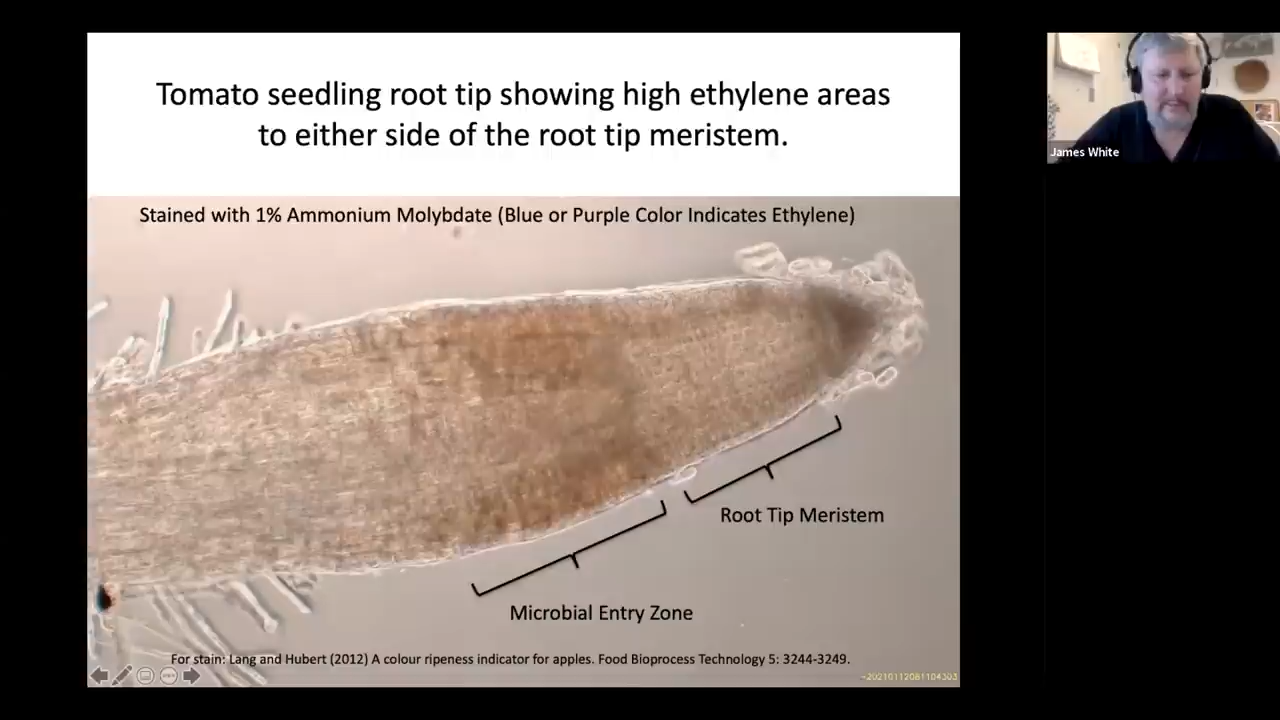 Tomato seedling root tip showing high ethylene areas
to either side of the root tip meristem.
James White
Stained with 1% Ammonium Molybdate (Blue or Purple Color Indicates Ethylene)
Root Tip Meristem
Microbial Entry Zone
For stain: Lang and Hubert (2012) A colour ripeness indicator for apples. Food Bioprocess Technology 5: 3244-3249.